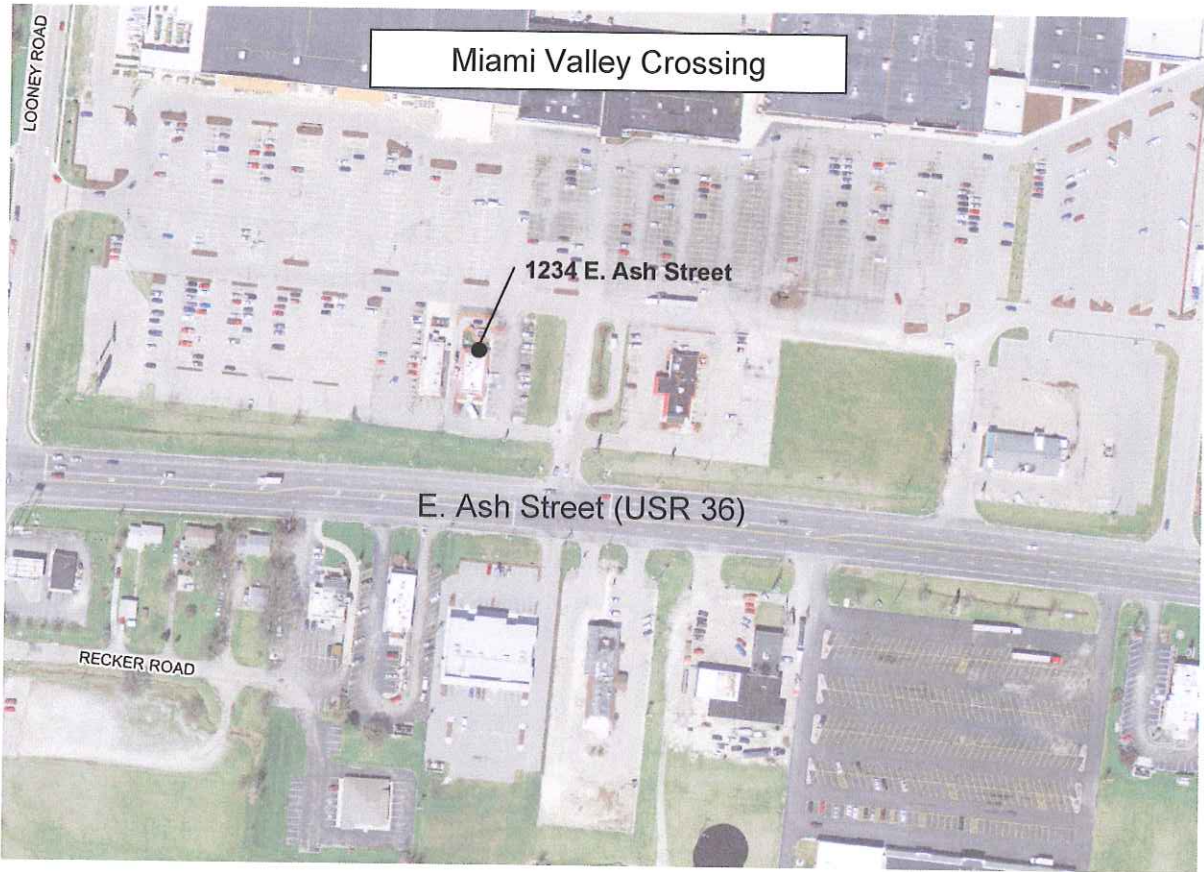 Miami Valley Crossing
LOONEY ROAD
1234 E. Ash Street
E. Ash Street (USR 36)
RECKER ROAD